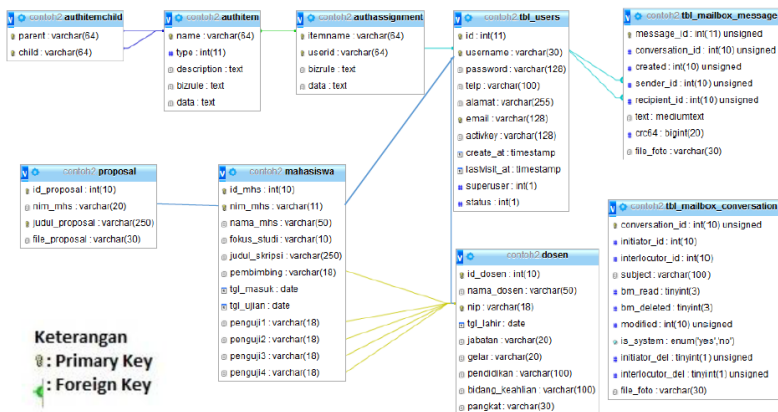 contoh2 authitemchild
parent : varchar(64)
child : varchar(64)
contoh2 authitem
name : varchar(64)
type : int(11)
description : text
bizrule : text
data : text
contoh2 authassignment
itemname : varchar(64)
userid : varchar(64)
bizrule : text
data : text
contoh2 tbl_users
id : int(11)
username : varchar(30)
password : varchar(128)
telp : varchar(100)
alamat : varchar(255)
email : varchar(128)
activkey : varchar(128)
create_at : timestamp
lastvisit_at : timestamp
superuser : int(1)
status : int(1)
contoh2 tbl_mailbox_message
message_id : int(11) unsigned
conversation_id : int(10) unsigned
created : int(10) unsigned
sender_id : int(10) unsigned
recipient_id : int(10) unsigned
text : mediumtext
crc64 : bigint(20)
file_foto : varchar(30)
contoh2 proposal
id_proposal : int(10)
nim_mhs : varchar(20)
judul_proposal : varchar(250)
file_proposal : varchar(30)
contoh2 mahasiswa
id_mhs : int(10)
nim_mhs : varchar(11)
nama_mhs : varchar(50)
fokus_studi : varchar(10)
judul_skripsi : varchar(250)
pembimbing : varchar(18)
tgl_masuk : date
tgl_ujian : date
penguji1 : varchar(18)
penguji2 : varchar(18)
penguji3 : varchar(18)
penguji4 : varchar(18)
contoh2 dosen
id_dosen : int(10)
nama_dosen : varchar(50)
nip : varchar(18)
tgl_lahir : date
jabatan : varchar(20)
gelar : varchar(20)
pendidikan : varchar(100)
bidang_keahlian : varchar(100)
pangkat : varchar(30)
contoh2 tbl_mailbox_conversation
conversation_id : int(10) unsigned
initiator_id : int(10)
interlocutor_id : int(10)
subject : varchar(100)
bm_read : tinyint(3)
bm_deleted : tinyint(3)
modified : int(10) unsigned
is_system : enum('yes','no')
initiator_del : tinyint(1) unsigned
interlocutor_del : tinyint(1) unsigned
file_foto : varchar(30)
Keterangan
: Primary Key
: Foreign Key